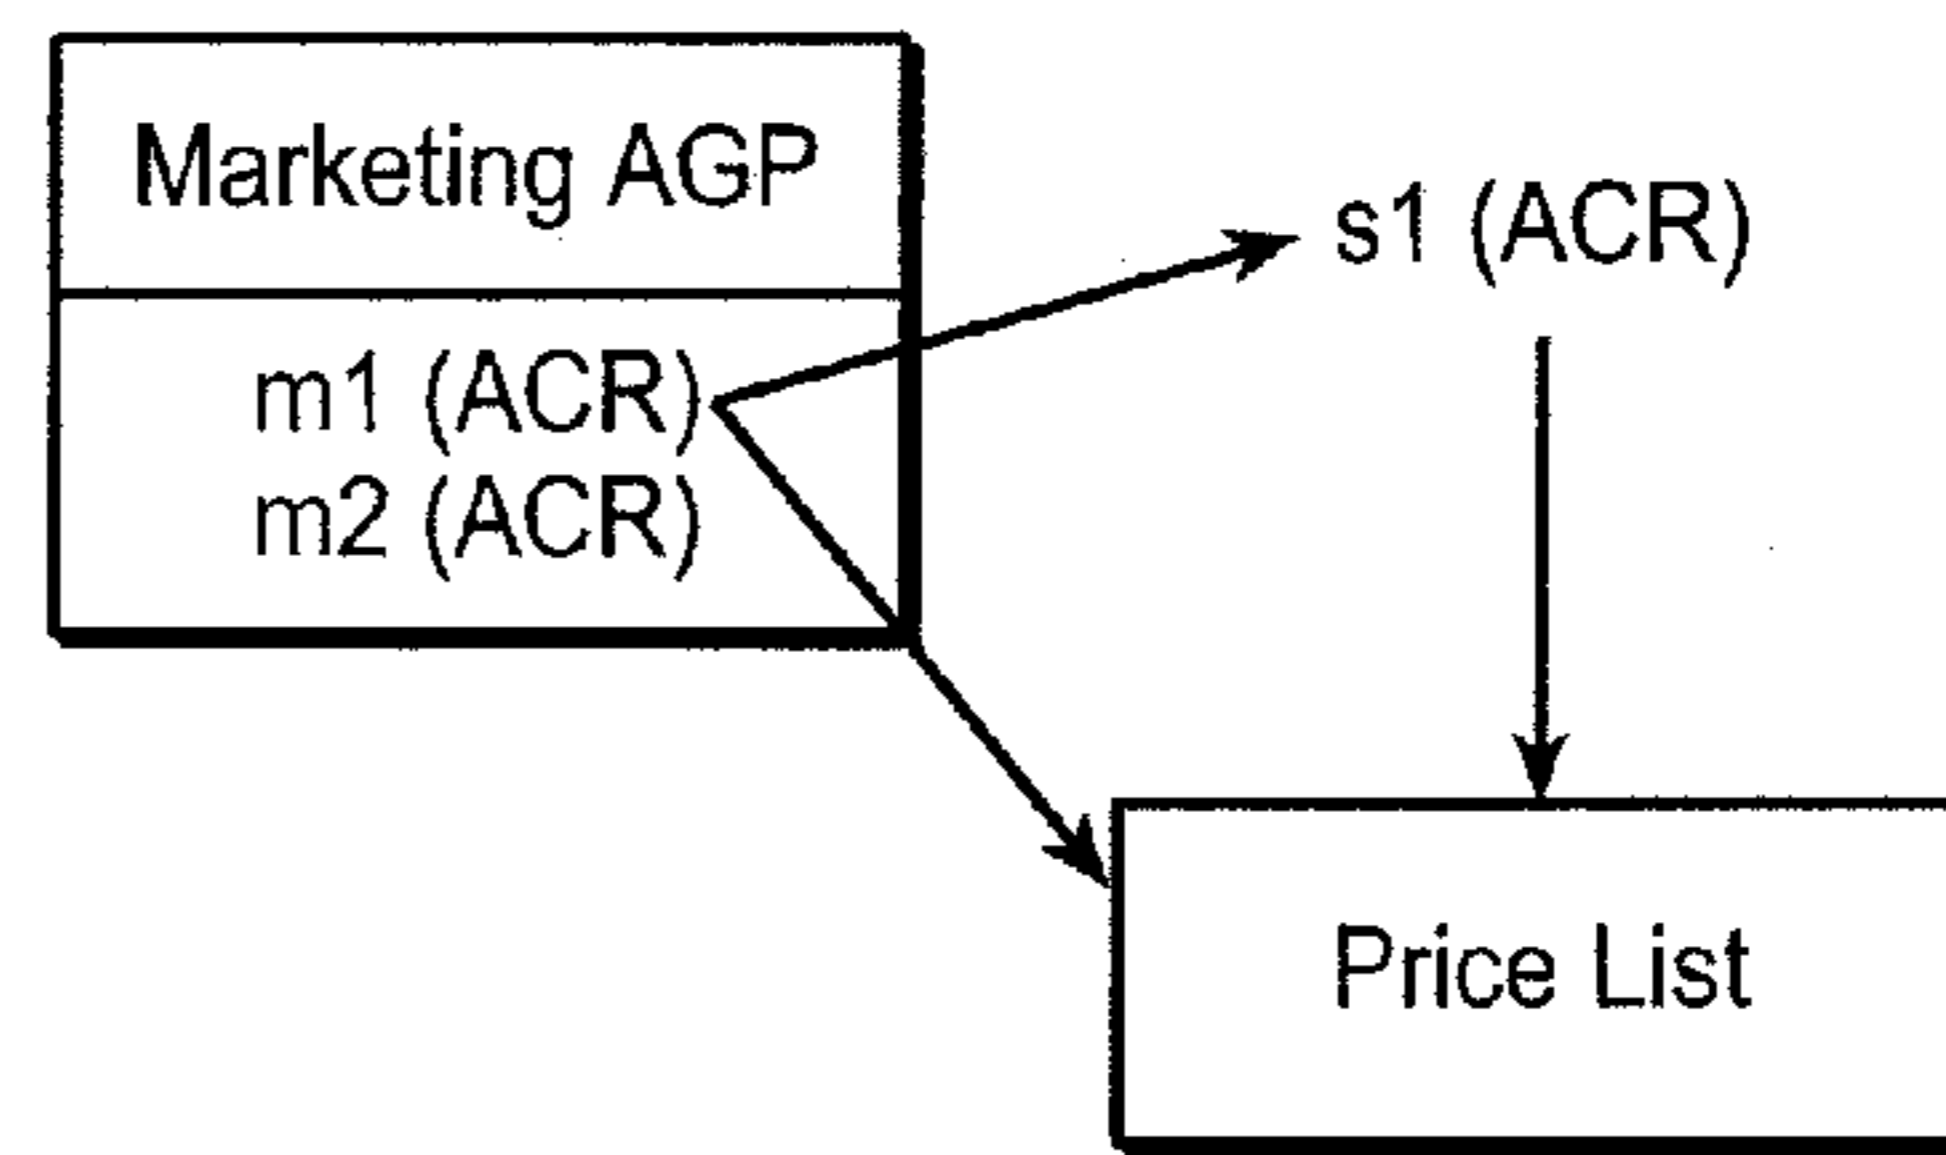 Marketing AGP
m1 (ACR)
m2 (ACR)
s1 (ACR)
Price List